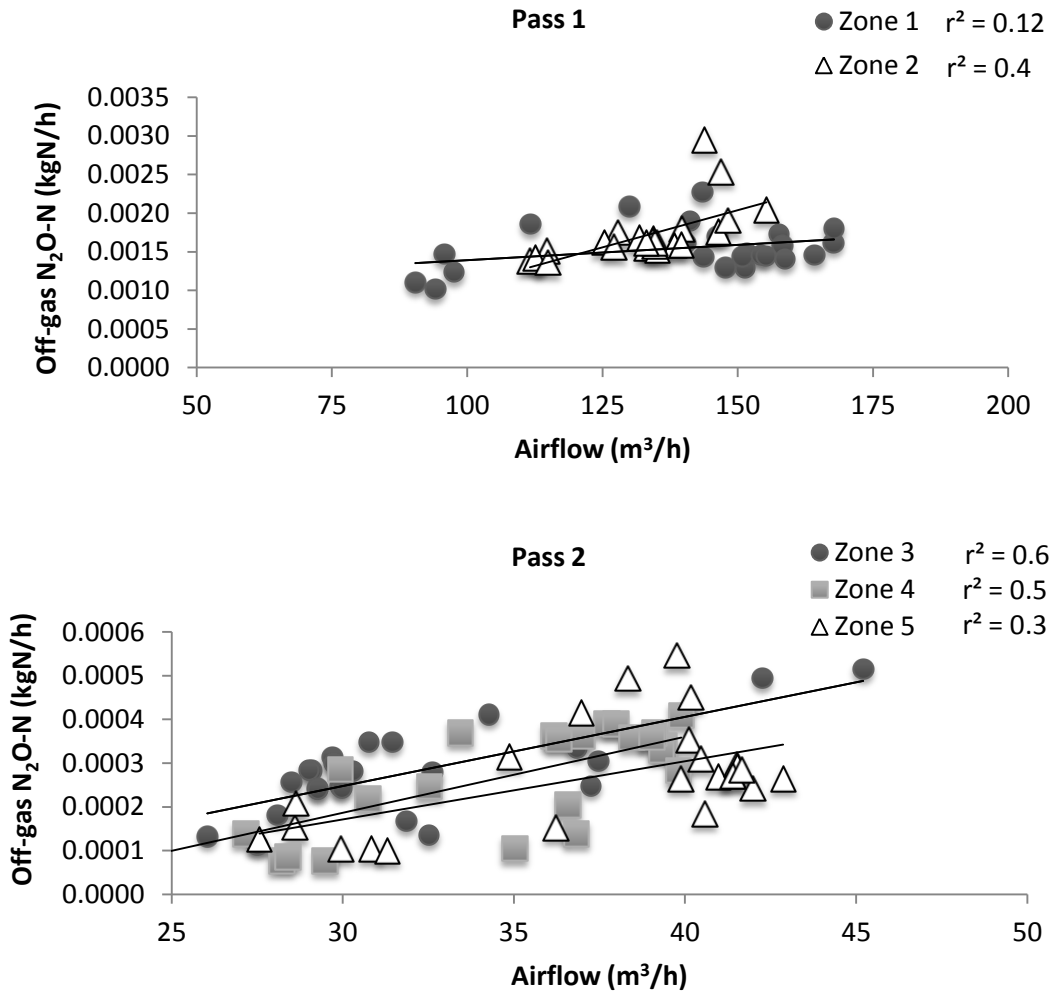 Pass 1
Zone 1 r² = 0.12
Zone 2 r² = 0.4
Off-gas N₂O-N (kgN/h)
0.0035
0.0030
0.0025
0.0020
0.0015
0.0010
0.0005
0.0000
50 75 100 125 150 175 200
Airflow (m³/h)
Pass 2
Zone 3 r² = 0.6
Zone 4 r² = 0.5
Zone 5 r² = 0.3
Off-gas N₂O-N (kgN/h)
0.0006
0.0005
0.0004
0.0003
0.0002
0.0001
0.0000
25 30 35 40 45 50
Airflow (m³/h)